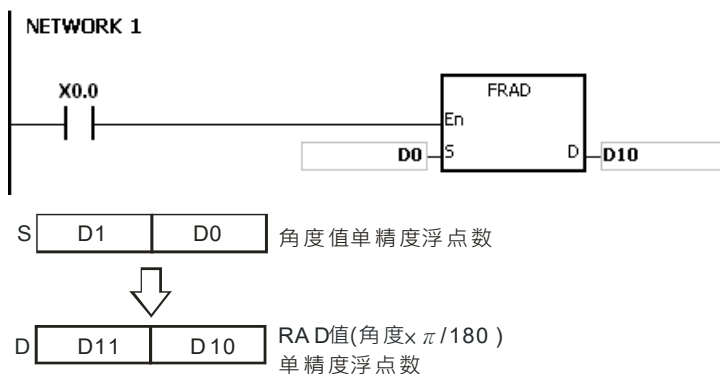 NETWORK 1
X0.0
FRAD
En
D0 S D D10
S D1 D0 角度值单精度浮点数
D D11 D10 RAD值(角度×π/180)
单精度浮点数